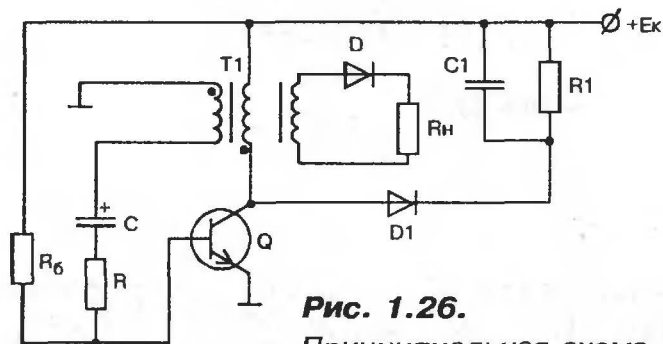 +Eк
T1
D
C1
R1
Rн
+
C
D1
Rб
R
Q
Рис. 1.26.
Принципиальная схема